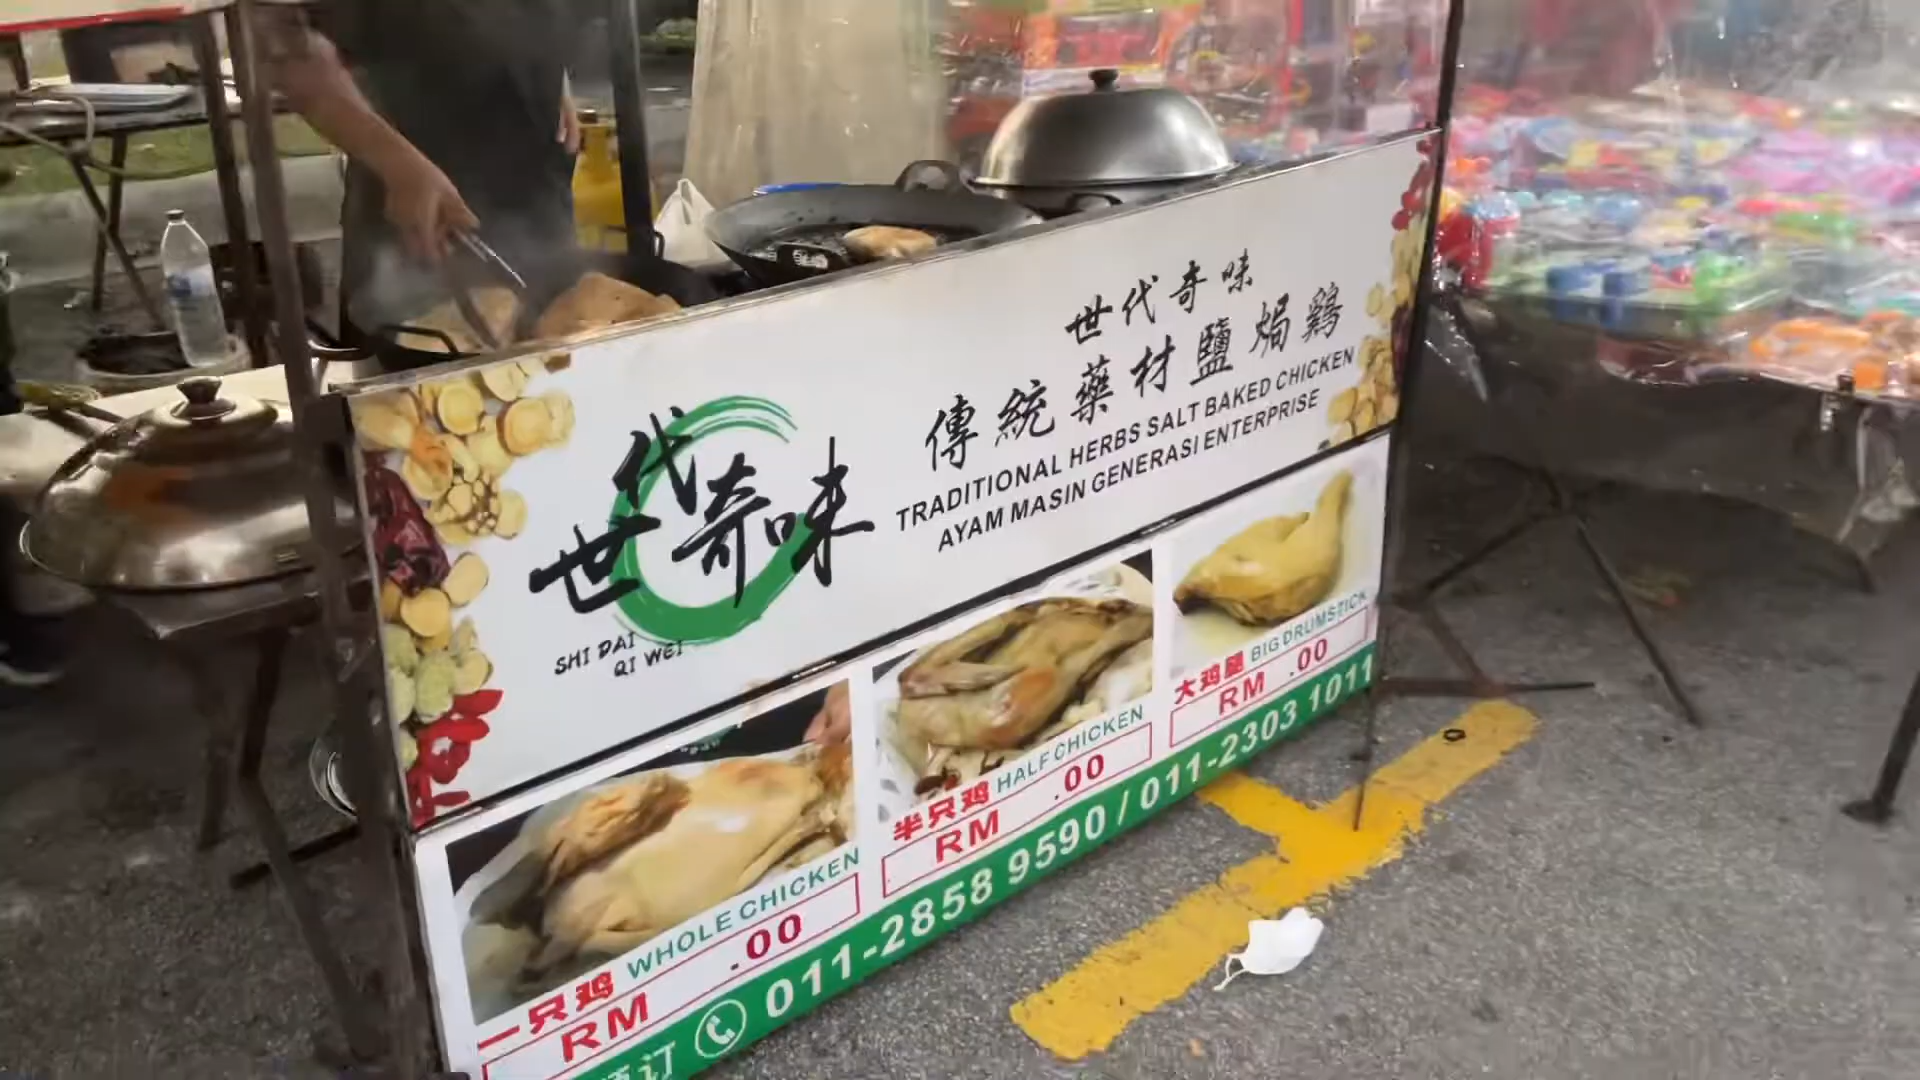 世代奇味
SHI DAI
QI WEI
世代奇味
傳統藥材鹽焗鷄
TRADITIONAL HERBS SALT BAKED CHICKEN
AYAM MASIN GENERASI ENTERPRISE
一只鸡 WHOLE CHICKEN
RM .00
半只鸡 HALF CHICKEN
RM .00
大鸡腿 BIG DRUMSTICK
RM .00
订 011-2858 9590 / 011-2303 1011